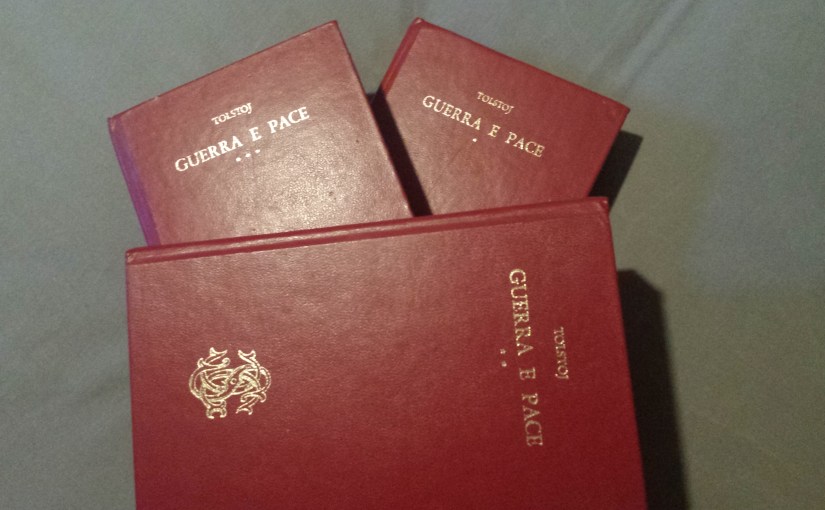 TOLSTOJ
GUERRA E PACE
***
TOLSTOJ
GUERRA E PACE
*
TOLSTOJ
GUERRA E PACE
**